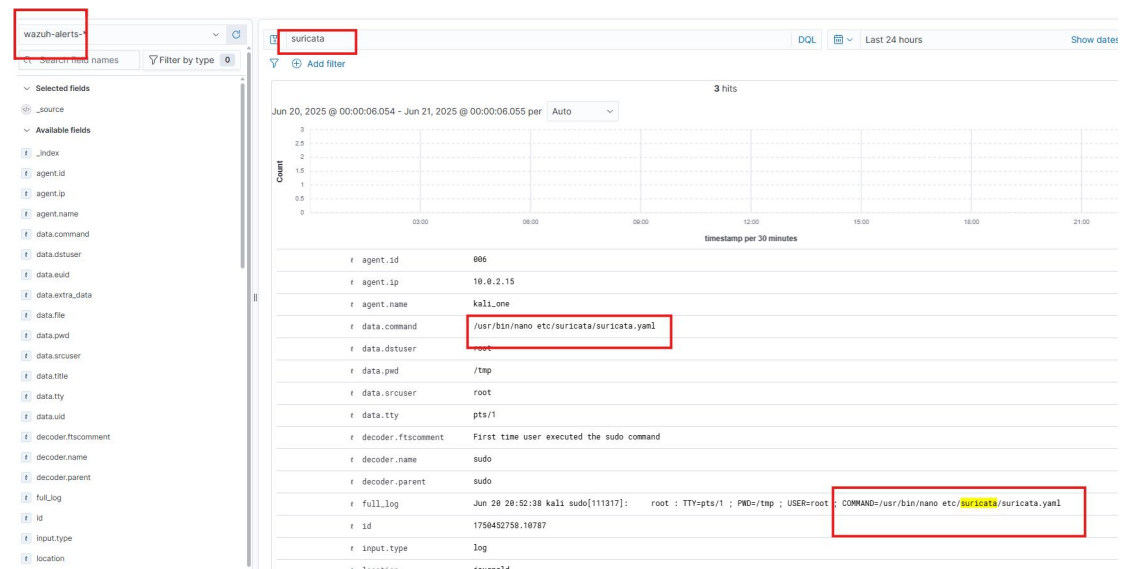 wazuh-alerts-*
Search field names
Filter by type 0
Selected fields
_source
Available fields
t _index
t agent.id
t agent.ip
t agent.name
t data.command
t data.dstuser
t data.euid
t data.extra_data
t data.file
t data.pwd
t data.srcuser
t data.title
t data.tty
t data.uid
t decoder.ftscomment
t decoder.name
t decoder.parent
t full_log
t id
t input.type
t location
suricata DQL Last 24 hours Show dates
Add filter
3 hits
Jun 20, 2025 @ 00:00:06.054 - Jun 21, 2025 @ 00:00:06.055 per Auto
Count
3
2.5
2
1.5
1
0.5
0
03:00 06:00 09:00 12:00 15:00 18:00 21:00
timestamp per 30 minutes
t agent.id 006
t agent.ip 10.0.2.15
t agent.name kali_one
t data.command /usr/bin/nano etc/suricata/suricata.yaml
t data.dstuser root
t data.pwd /tmp
t data.srcuser root
t data.tty pts/1
t decoder.ftscomment First time user executed the sudo command
t decoder.name sudo
t decoder.parent sudo
t full_log Jun 20 20:52:38 kali sudo[111317]: root : TTY=pts/1 ; PWD=/tmp ; USER=root ; COMMAND=/usr/bin/nano etc/suricata/suricata.yaml
t id 1750452758.10787
t input.type log
t location journald